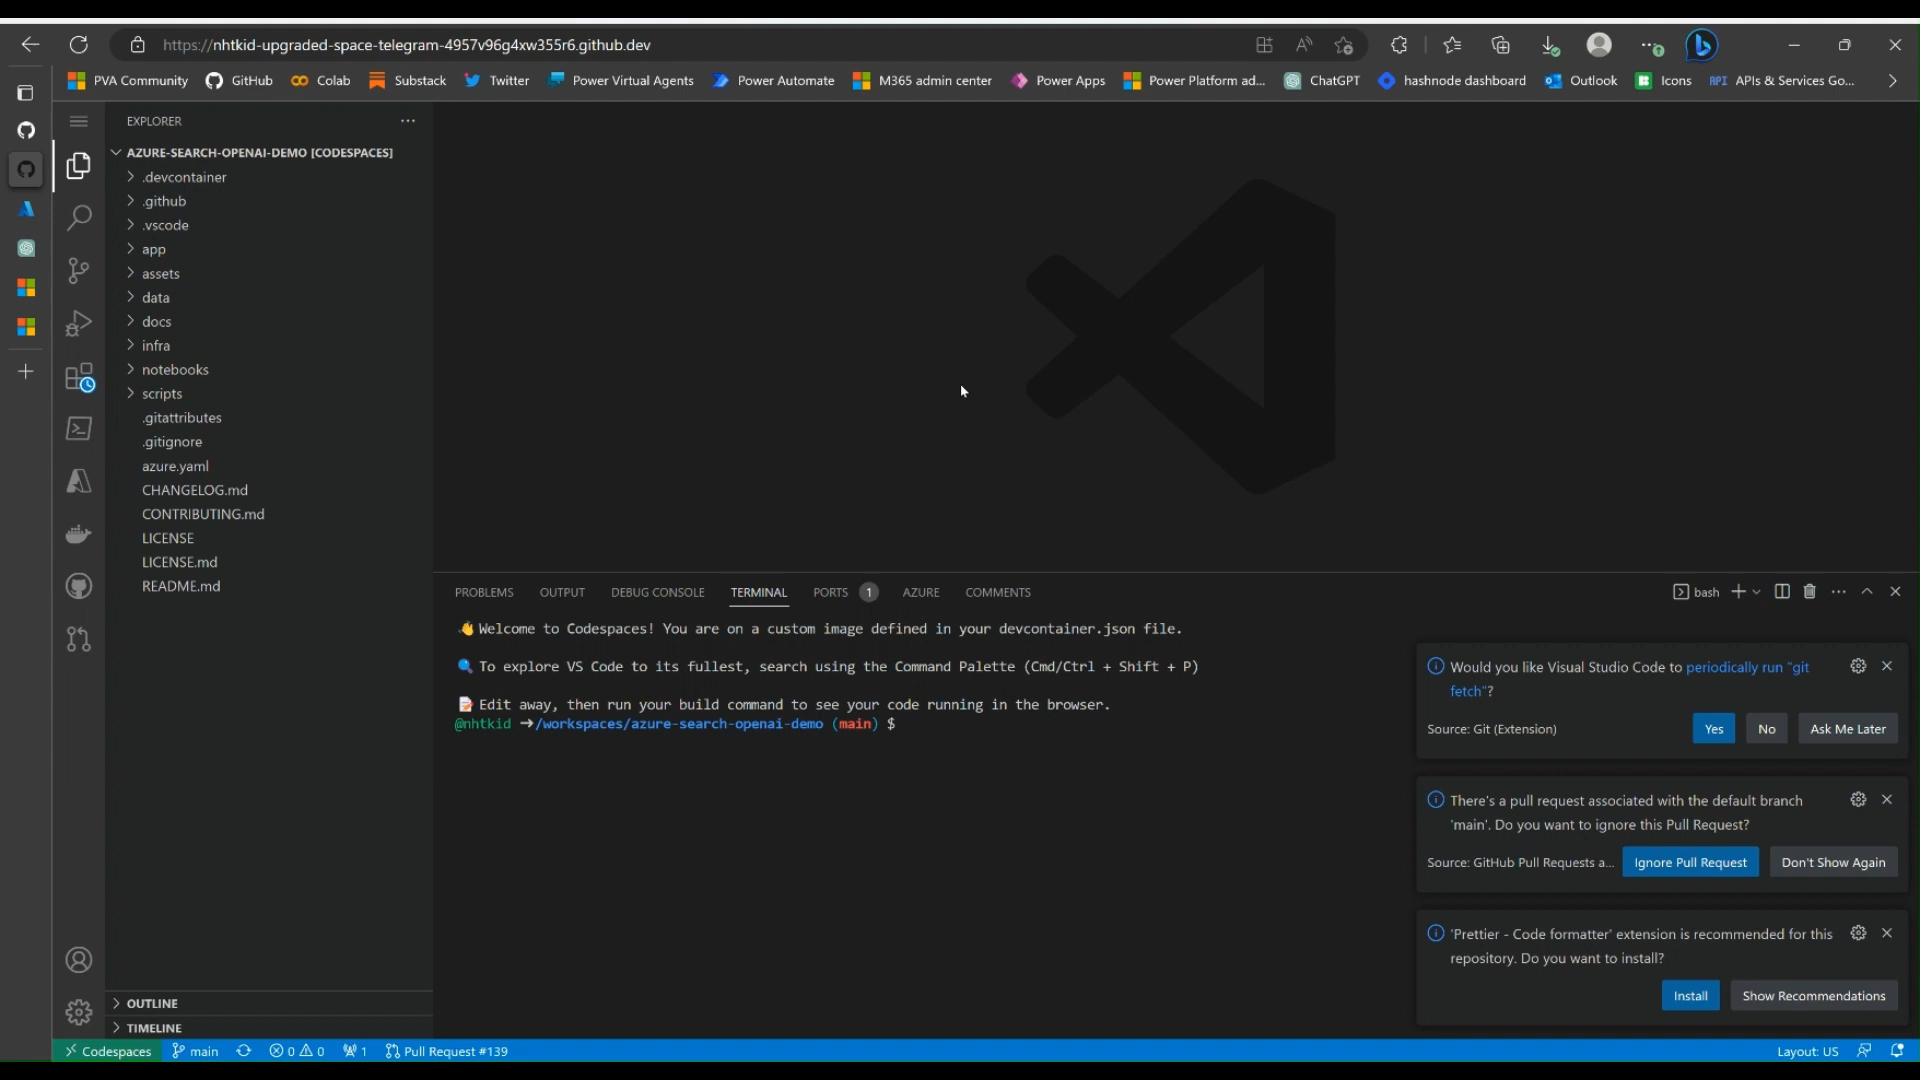 https://nhtkid-upgraded-space-telegram-4957v96g4xw355r6.github.dev
PVA Community GitHub Colab Substack Twitter Power Virtual Agents Power Automate M365 admin center Power Apps Power Platform ad... ChatGPT hashnode dashboard Outlook Icons API APIs & Services Go...
EXPLORER
AZURE-SEARCH-OPENAI-DEMO [CODESPACES]
.devcontainer
.github
.vscode
app
assets
data
docs
infra
notebooks
scripts
.gitattributes
.gitignore
azure.yaml
CHANGELOG.md
CONTRIBUTING.md
LICENSE
LICENSE.md
README.md
OUTLINE
TIMELINE
PROBLEMS OUTPUT DEBUG CONSOLE TERMINAL PORTS 1 AZURE COMMENTS
bash
👋 Welcome to Codespaces! You are on a custom image defined in your devcontainer.json file.
🔍 To explore VS Code to its fullest, search using the Command Palette (Cmd/Ctrl + Shift + P)
📝 Edit away, then run your build command to see your code running in the browser.
@nhtkid ➜/workspaces/azure-search-openai-demo (main) $
Would you like Visual Studio Code to periodically run "git
fetch"?
Source: Git (Extension)
Yes No Ask Me Later
There's a pull request associated with the default branch
'main'. Do you want to ignore this Pull Request?
Source: GitHub Pull Requests a...
Ignore Pull Request Don't Show Again
'Prettier - Code formatter' extension is recommended for this
repository. Do you want to install?
Install Show Recommendations
Codespaces main 0 0 1 Pull Request #139 Layout: US